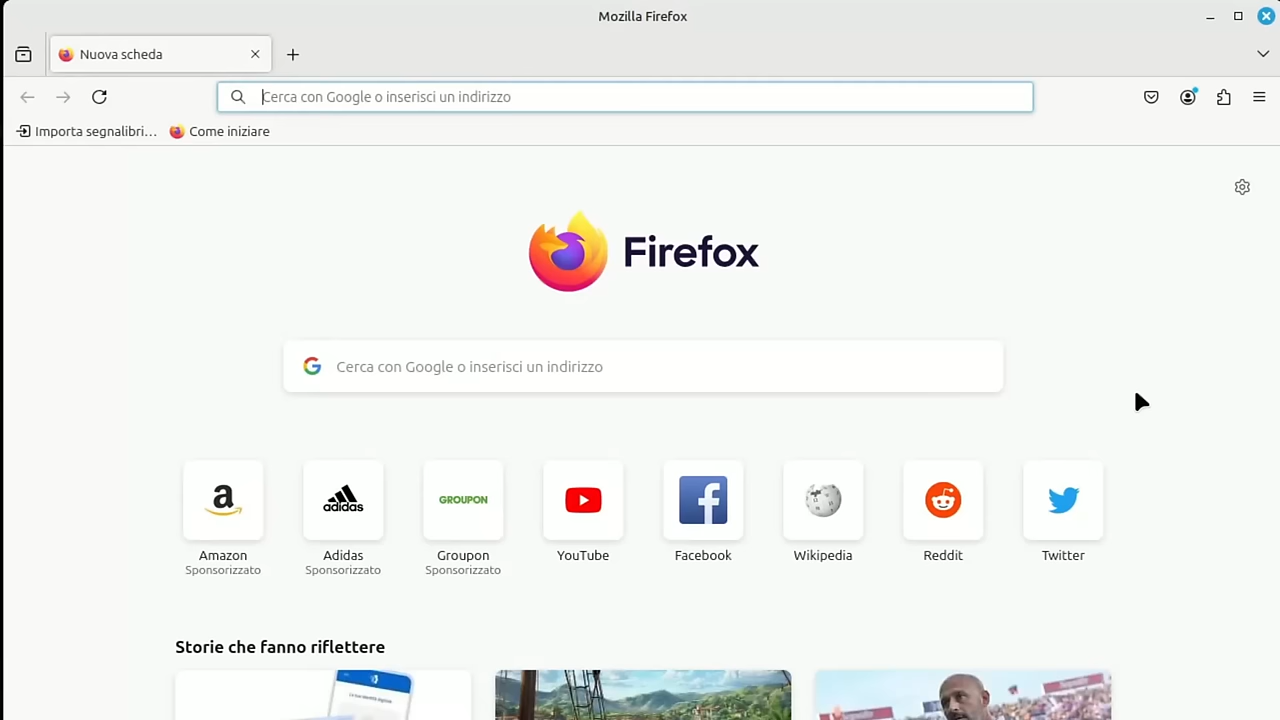 Mozilla Firefox
Nuova scheda
Cerca con Google o inserisci un indirizzo
Importa segnalibri...
Come iniziare
Firefox
Cerca con Google o inserisci un indirizzo
a
adidas
GROUPON
Amazon
Adidas
Groupon
YouTube
Facebook
Wikipedia
Reddit
Twitter
Sponsorizzato
Sponsorizzato
Sponsorizzato
Storie che fanno riflettere